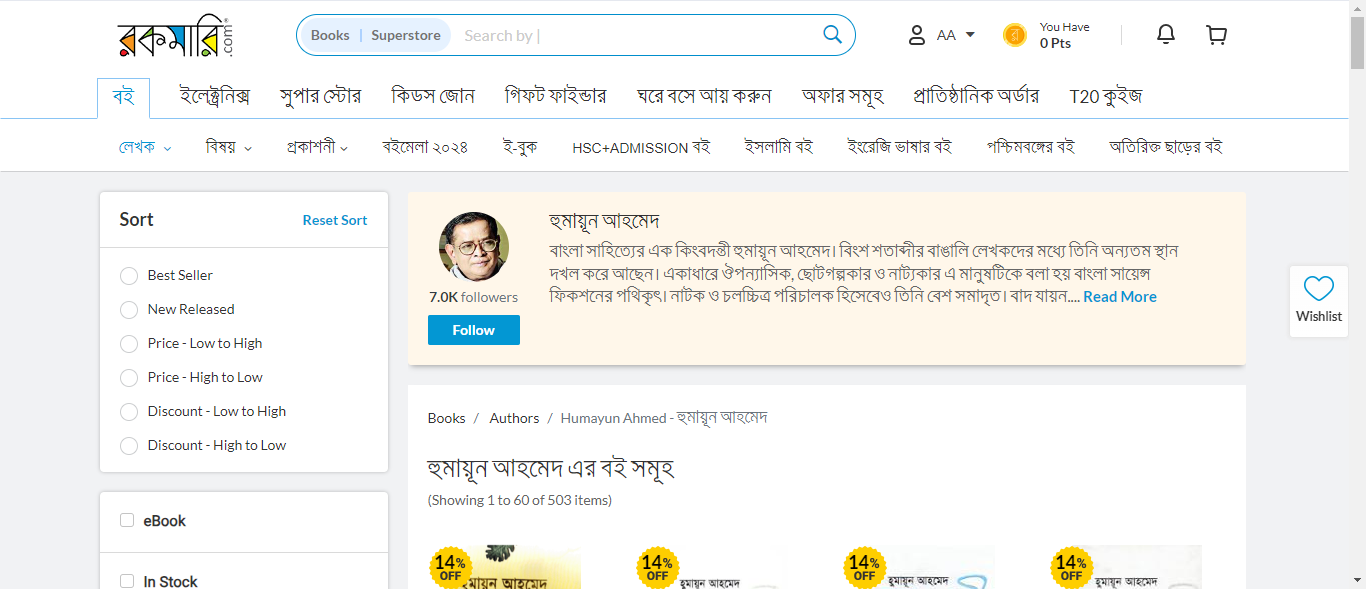 রকমারি.com
Books | Superstore Search by |
AA
You Have
0 Pts
বই ইলেক্ট্রনিক্স সুপার স্টোর কিডস জোন গিফট ফাইন্ডার ঘরে বসে আয় করুন অফার সমূহ প্রাতিষ্ঠানিক অর্ডার T20 কুইজ
লেখক বিষয় প্রকাশনী বইমেলা ২০২৪ ই-বুক HSC+ADMISSION বই ইসলামি বই ইংরেজি ভাষার বই পশ্চিমবঙ্গের বই অতিরিক্ত ছাড়ের বই
Sort Reset Sort
Best Seller
New Released
Price - Low to High
Price - High to Low
Discount - Low to High
Discount - High to Low
eBook
In Stock
হুমায়ূন আহমেদ
বাংলা সাহিত্যের এক কিংবদন্তী হুমায়ূন আহমেদ। বিংশ শতাব্দীর বাঙালি লেখকদের মধ্যে তিনি অন্যতম স্থান
দখল করে আছেন। একাধারে ঔপন্যাসিক, ছোটগল্পকার ও নাট্যকার এ মানুষটিকে বলা হয় বাংলা সায়েন্স
ফিকশনের পথিকৃৎ। নাটক ও চলচ্চিত্র পরিচালক হিসেবেও তিনি বেশ সমাদৃত। বাদ যায়ন.... Read More
7.0K followers
Follow
Wishlist
Books / Authors / Humayun Ahmed - হুমায়ূন আহমেদ
হুমায়ূন আহমেদ এর বই সমূহ
(Showing 1 to 60 of 503 items)
14% OFF
মায়ূন আহমেদ
14% OFF
হুমায়ূন আহমেদ
14% OFF
হুমায়ূন আহমেদ
14% OFF
হুমায়ূন আহমেদ